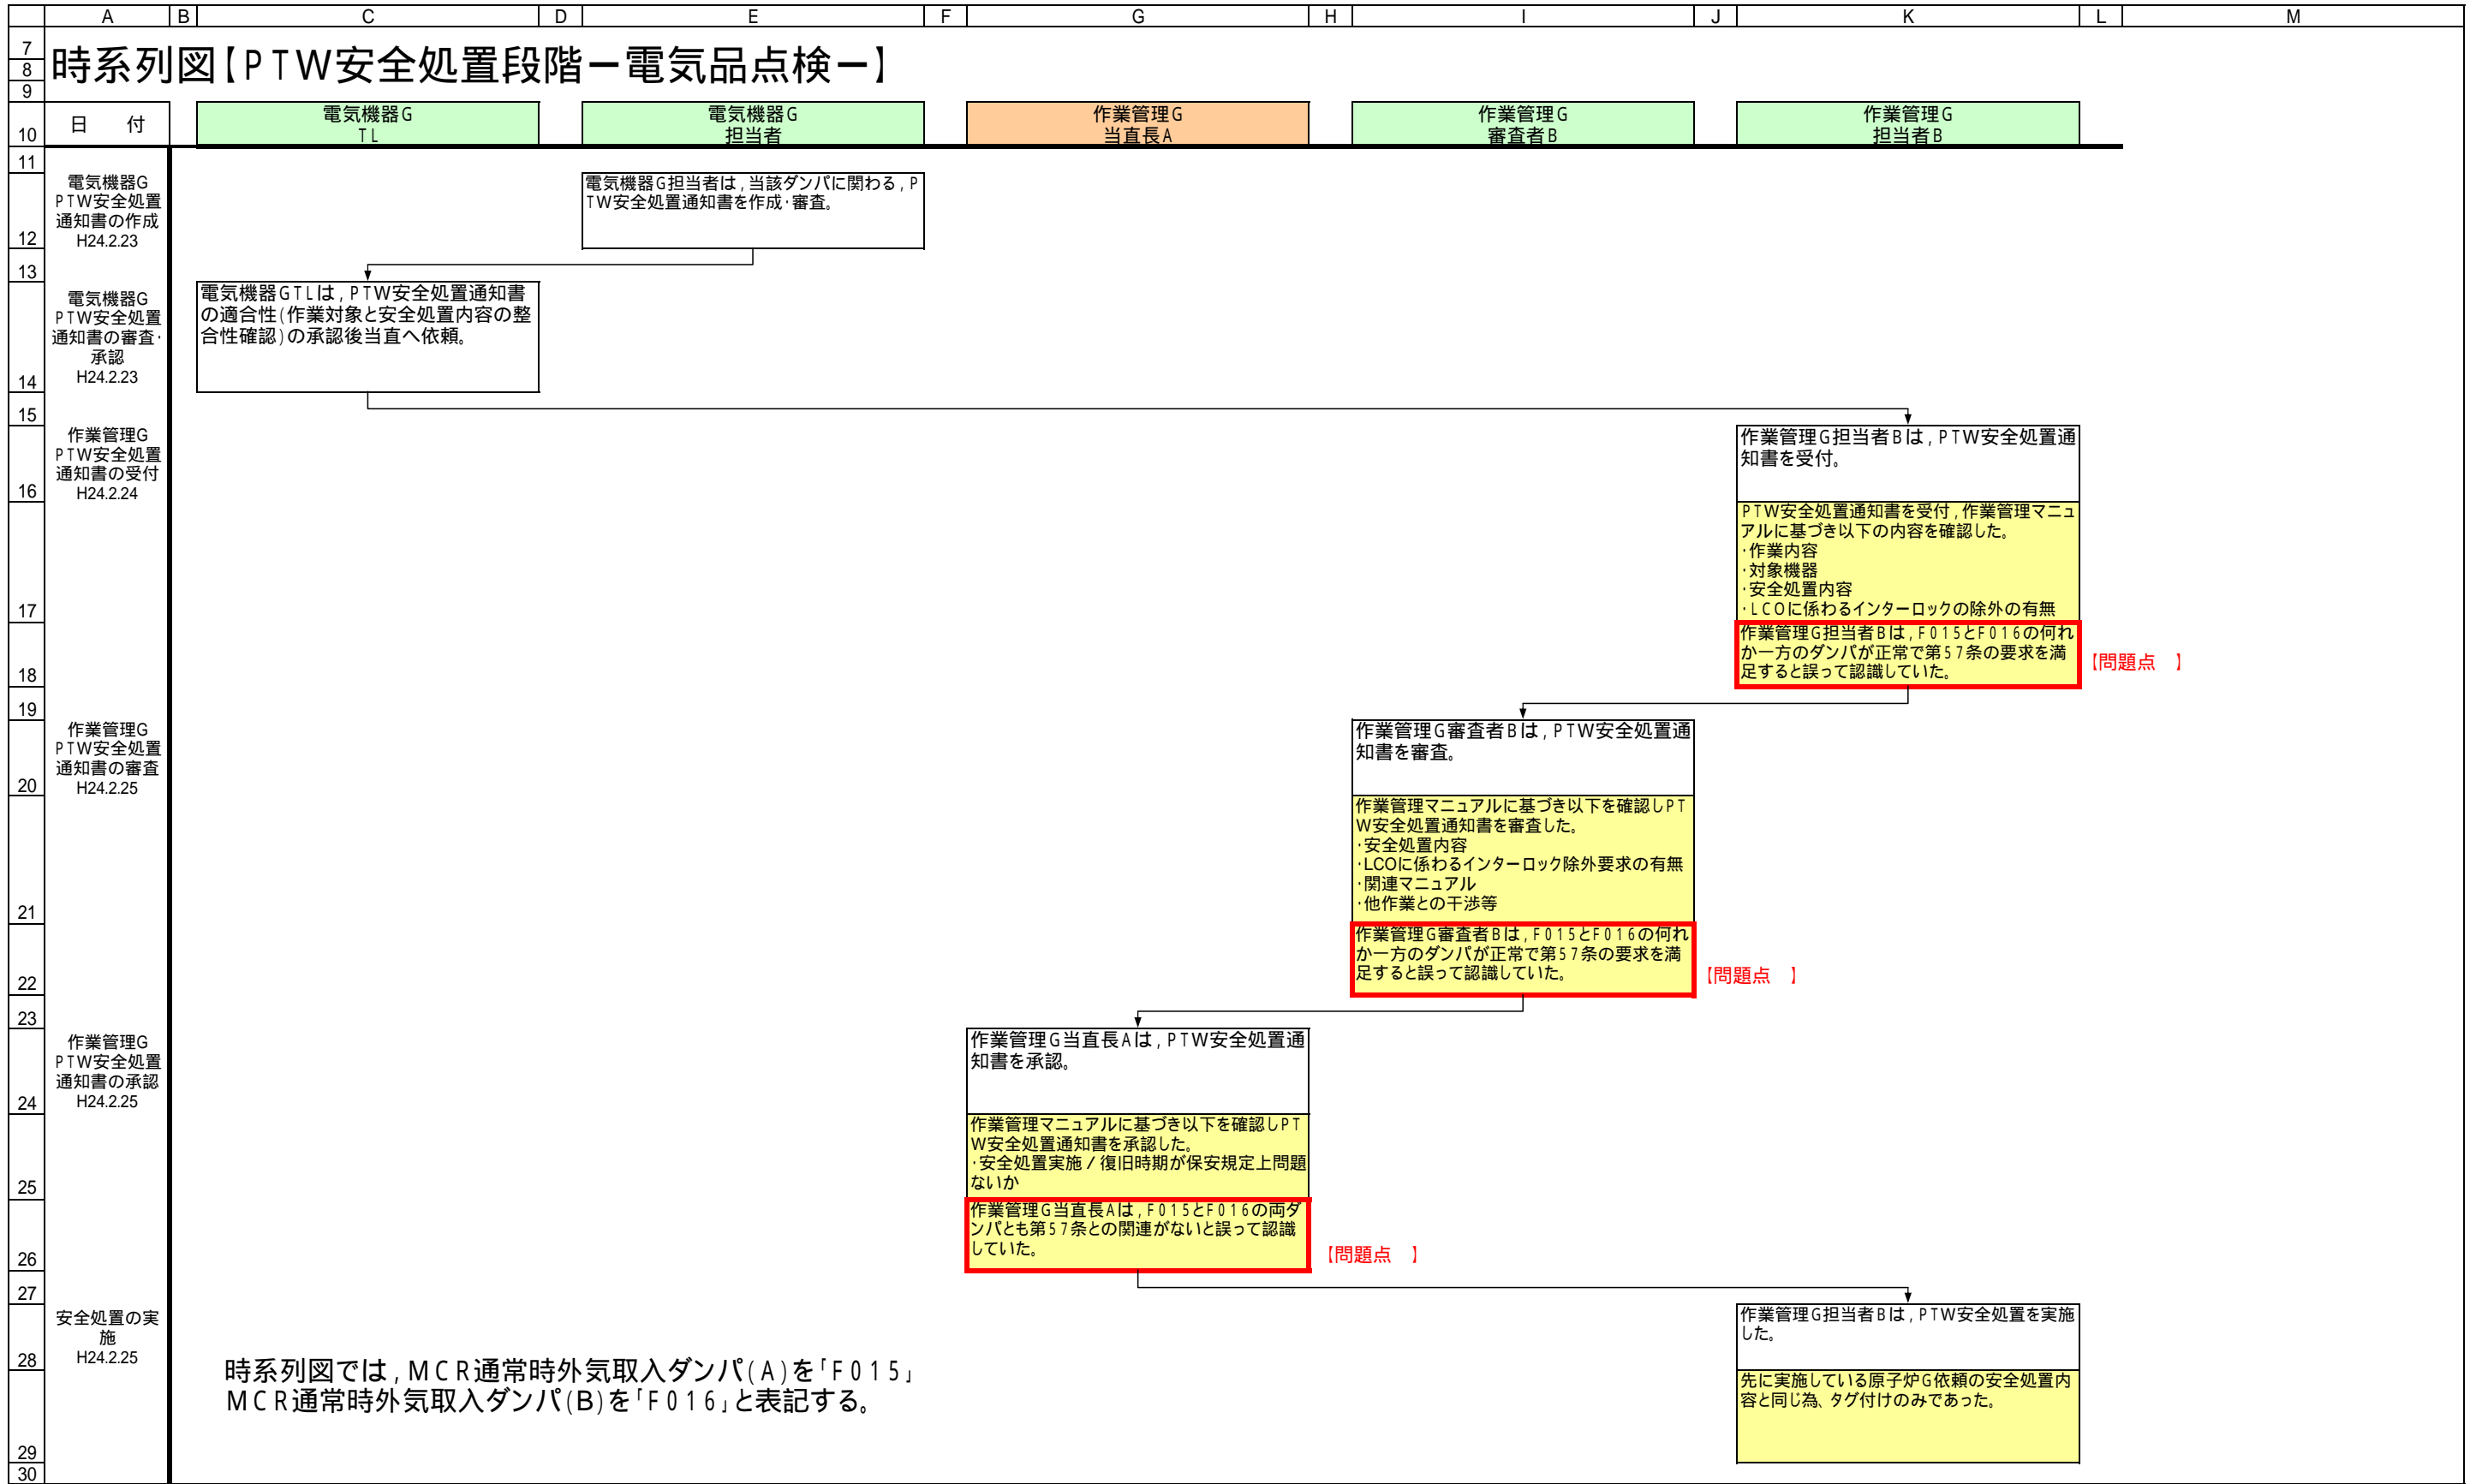 A B C D E F G H I J K L M
7
8
9
時系列図【PTW安全処置段階ー電気品点検ー】
10
日　付
電気機器G
TL
電気機器G
担当者
作業管理G
当直長A
作業管理G
審査者B
作業管理G
担当者B
11
電気機器G
PTW安全処置
通知書の作成
H24.2.23
12
電気機器G担当者は，当該ダンパに関わる，P
TW安全処置通知書を作成・審査。
13
電気機器G
PTW安全処置
通知書の審査・
承認
H24.2.23
14
電気機器GTLは，PTW安全処置通知書
の適合性（作業対象と安全処置内容の整
合性確認）の承認後当直へ依頼。
15
作業管理G
PTW安全処置
通知書の受付
H24.2.24
16
作業管理G担当者Bは，PTW安全処置通
知書を受付。
17
PTW安全処置通知書を受付，作業管理マニュ
アルに基づき以下の内容を確認した。
・作業内容
・対象機器
・安全処置内容
・LCOに係わるインターロックの除外の有無
18
作業管理G担当者Bは，F015とF016の何れ
か一方のダンパが正常で第57条の要求を満
足すると誤って認識していた。
【問題点　】
19
作業管理G
PTW安全処置
通知書の審査
H24.2.25
20
作業管理G審査者Bは，PTW安全処置通
知書を審査。
21
作業管理マニュアルに基づき以下を確認しPT
W安全処置通知書を審査した。
・安全処置内容
・LCOに係わるインターロック除外要求の有無
・関連マニュアル
・他作業との干渉等
22
作業管理G審査者Bは，F015とF016の何れ
か一方のダンパが正常で第57条の要求を満
足すると誤って認識していた。
【問題点　】
23
作業管理G
PTW安全処置
通知書の承認
H24.2.25
24
作業管理G当直長Aは，PTW安全処置通
知書を承認。
25
作業管理マニュアルに基づき以下を確認しPT
W安全処置通知書を承認した。
・安全処置実施／復旧時期が保安規定上問題
ないか
26
作業管理G当直長Aは，F015とF016の両ダ
ンパとも第57条との関連がないと誤って認識
していた。
【問題点　】
27
安全処置の実
施
H24.2.25
28
作業管理G担当者Bは，PTW安全処置を実施
した。
時系列図では，MCR通常時外気取入ダンパ(A)を「F015」
MCR通常時外気取入ダンパ(B)を「F016」と表記する。
先に実施している原子炉G依頼の安全処置内
容と同じ為、タグ付けのみであった。
29
30